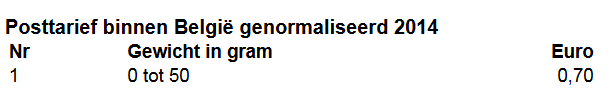 Posttarief binnen België genormaliseerd 2014
Nr Gewicht in gram Euro
1 0 tot 50 0,70